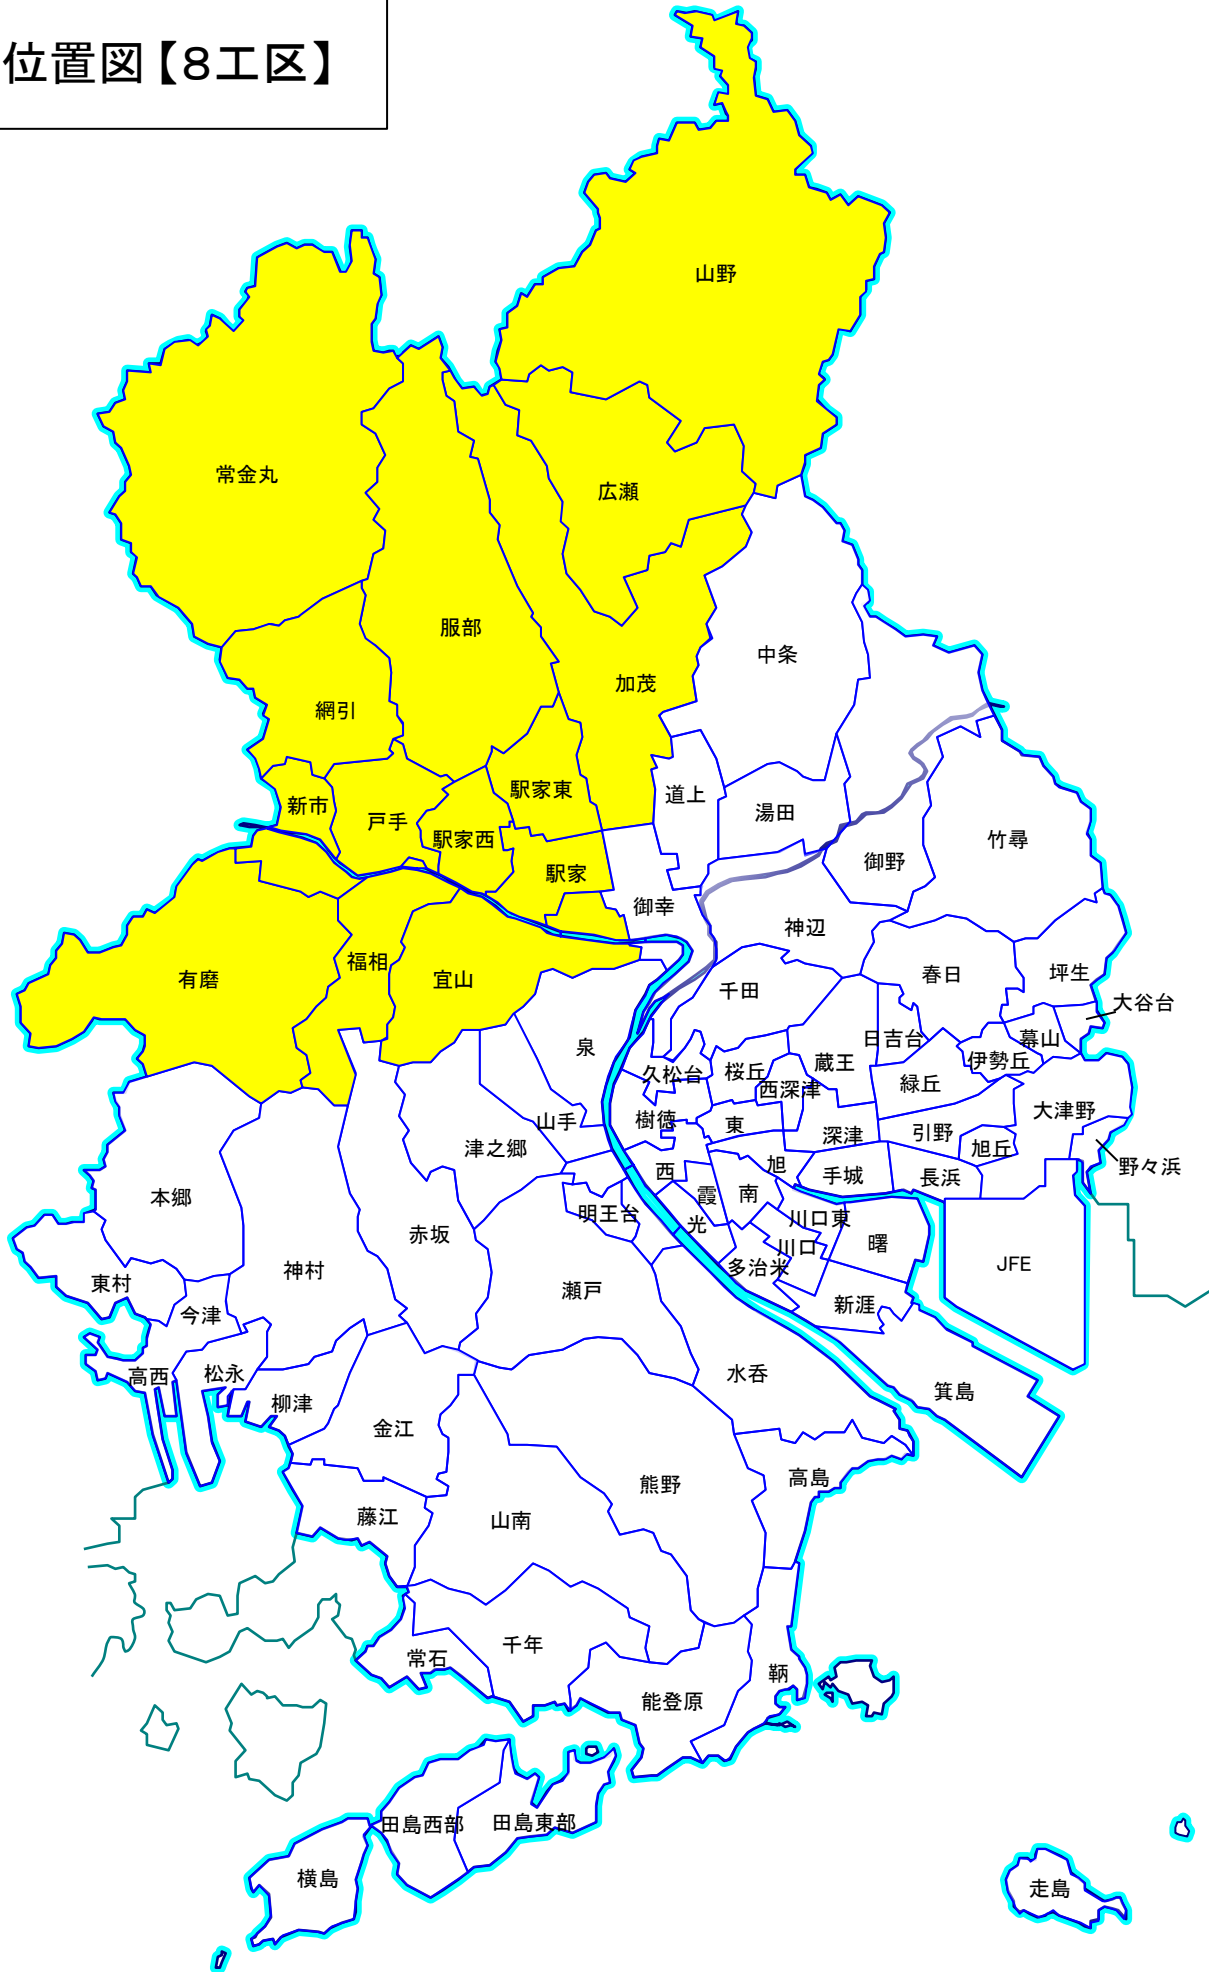 位置図【8工区】
山野
常金丸
広瀬
服部
中条
加茂
網引
駅家東
道上
新市
湯田
戸手
駅家西
竹尋
御野
駅家
御幸
神辺
福相
有磨
宜山
春日
坪生
千田
大谷台
日吉台
幕山
泉
伊勢丘
蔵王
久松台
桜丘
緑丘
西深津
大津野
樹徳
山手
東
引野
深津
津之郷
旭丘
野々浜
旭
西
手城
長浜
本郷
南
霞
明王台
川口東
光
赤坂
曙
川口
JFE
多治米
神村
東村
瀬戸
新涯
今津
水呑
松永
高西
箕島
柳津
金江
高島
熊野
藤江
山南
千年
常石
鞆
能登原
田島西部
田島東部
横島
走島